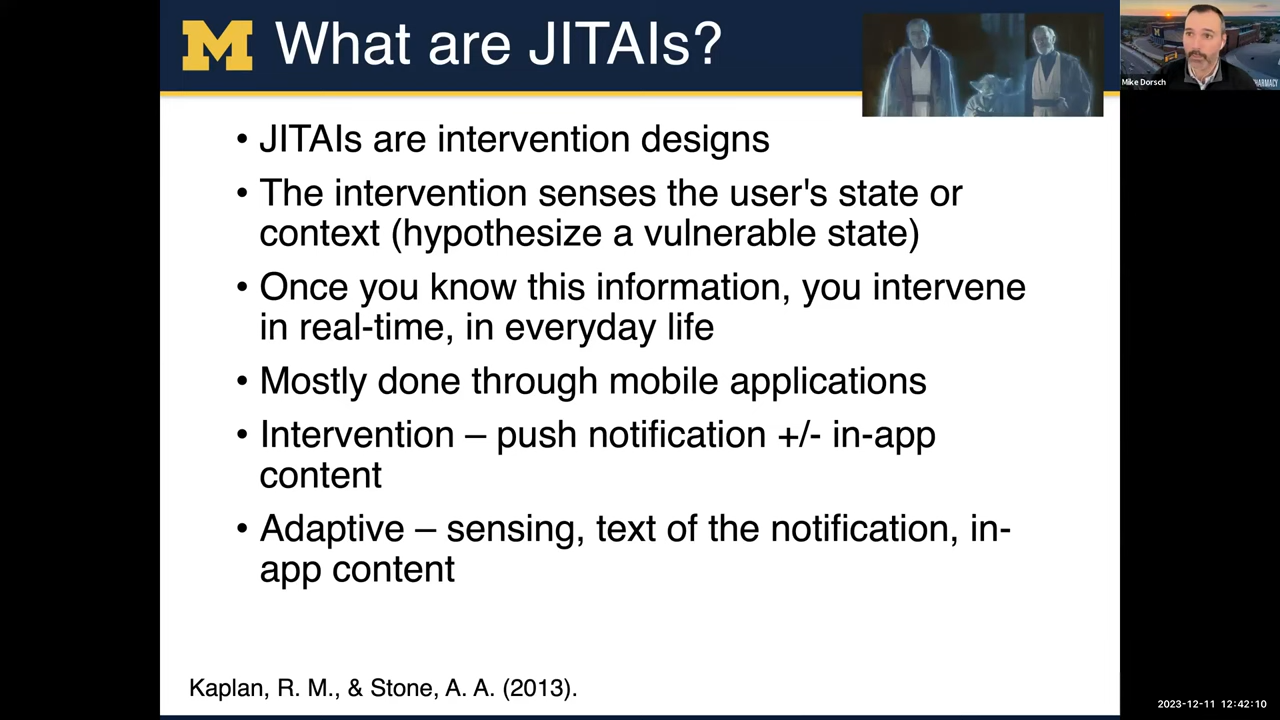 M What are JITAIs?
Mike Dorsch
PHARMACY
• JITAIs are intervention designs
• The intervention senses the user's state or
context (hypothesize a vulnerable state)
• Once you know this information, you intervene
in real-time, in everyday life
• Mostly done through mobile applications
• Intervention – push notification +/- in-app
content
• Adaptive – sensing, text of the notification, in-
app content
Kaplan, R. M., & Stone, A. A. (2013).
2023-12-11 12:42:10